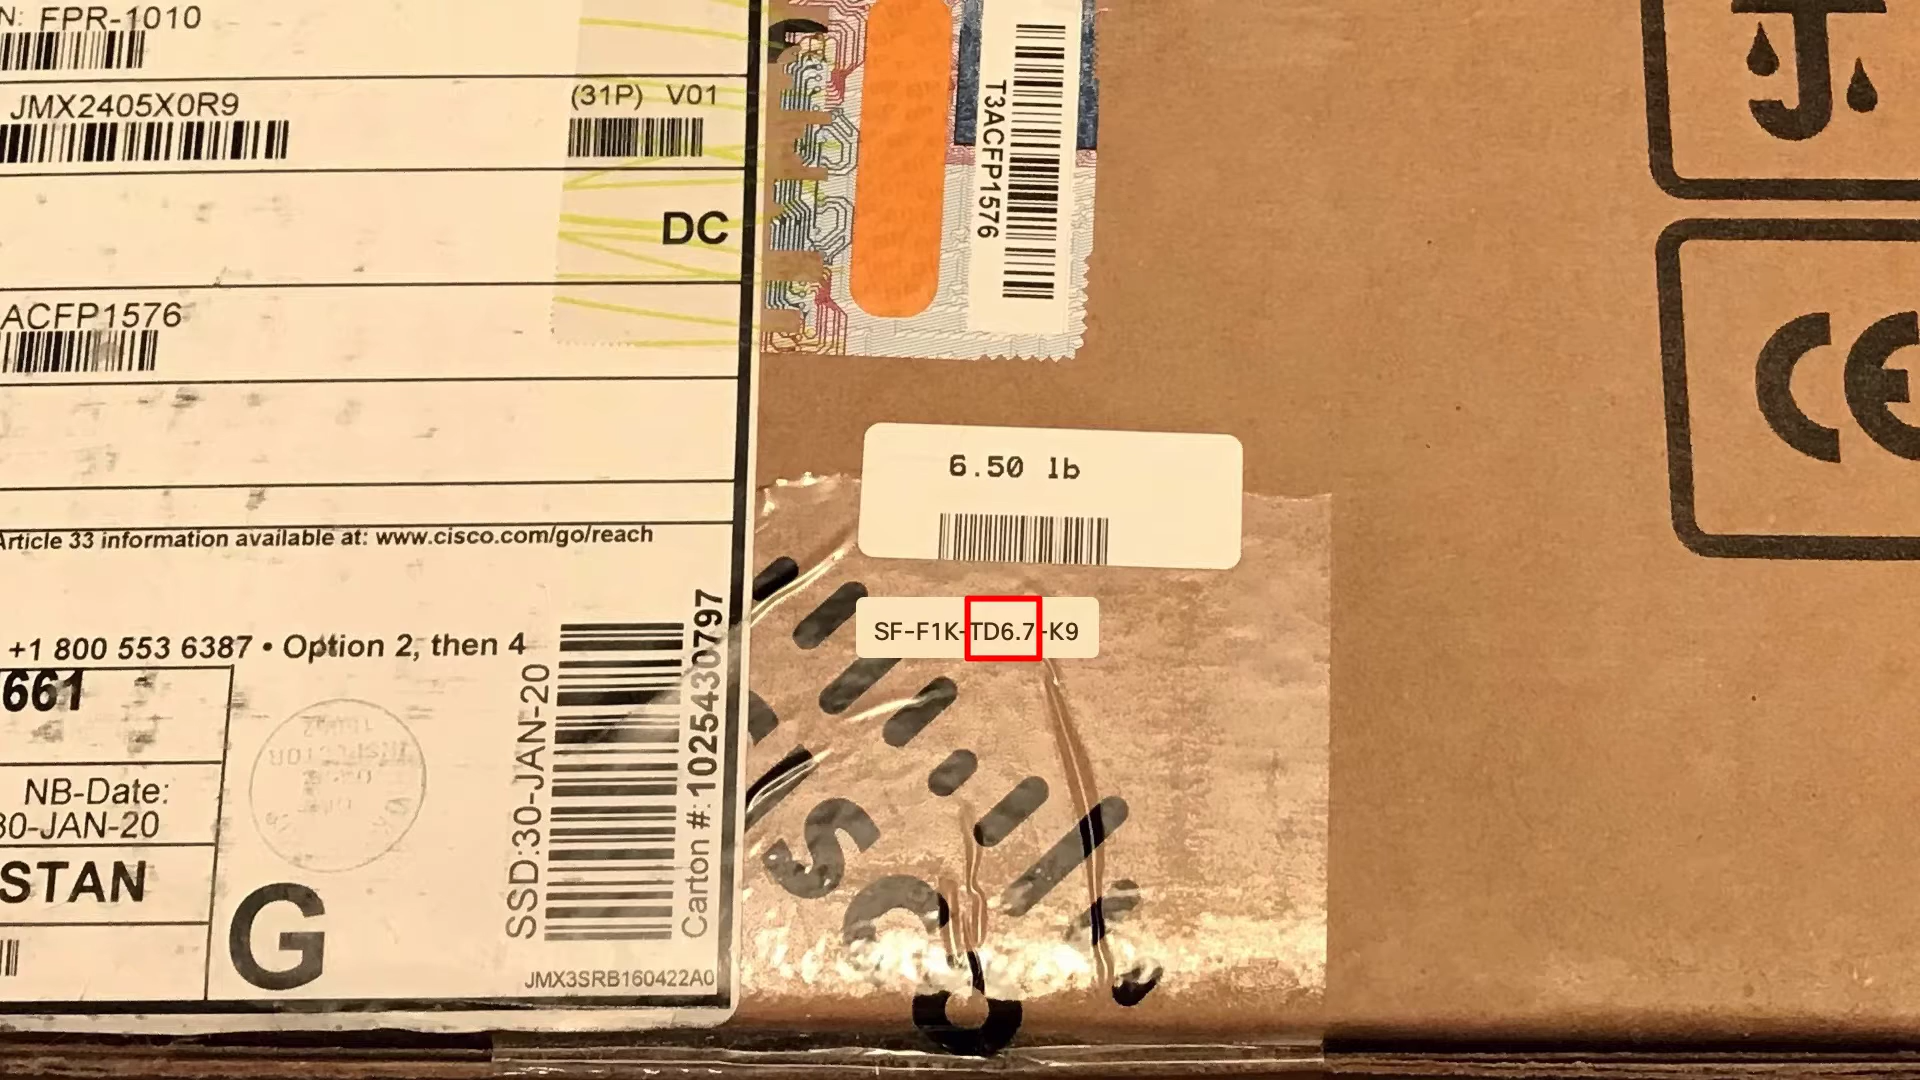 N: FPR-1010
JMX2405X0R9
(31P) V01
DC
ACFP1576
T3ACFP1576
CE
6.50 lb
Article 33 information available at: www.cisco.com/go/reach
SF-F1K-TD6.7-K9
+1 800 553 6387 • Option 2, then 4
661
NB-Date:
30-JAN-20
STAN
G
SSD:30-JAN-20
Carton #:1025430797
JMX3SRB160422A0